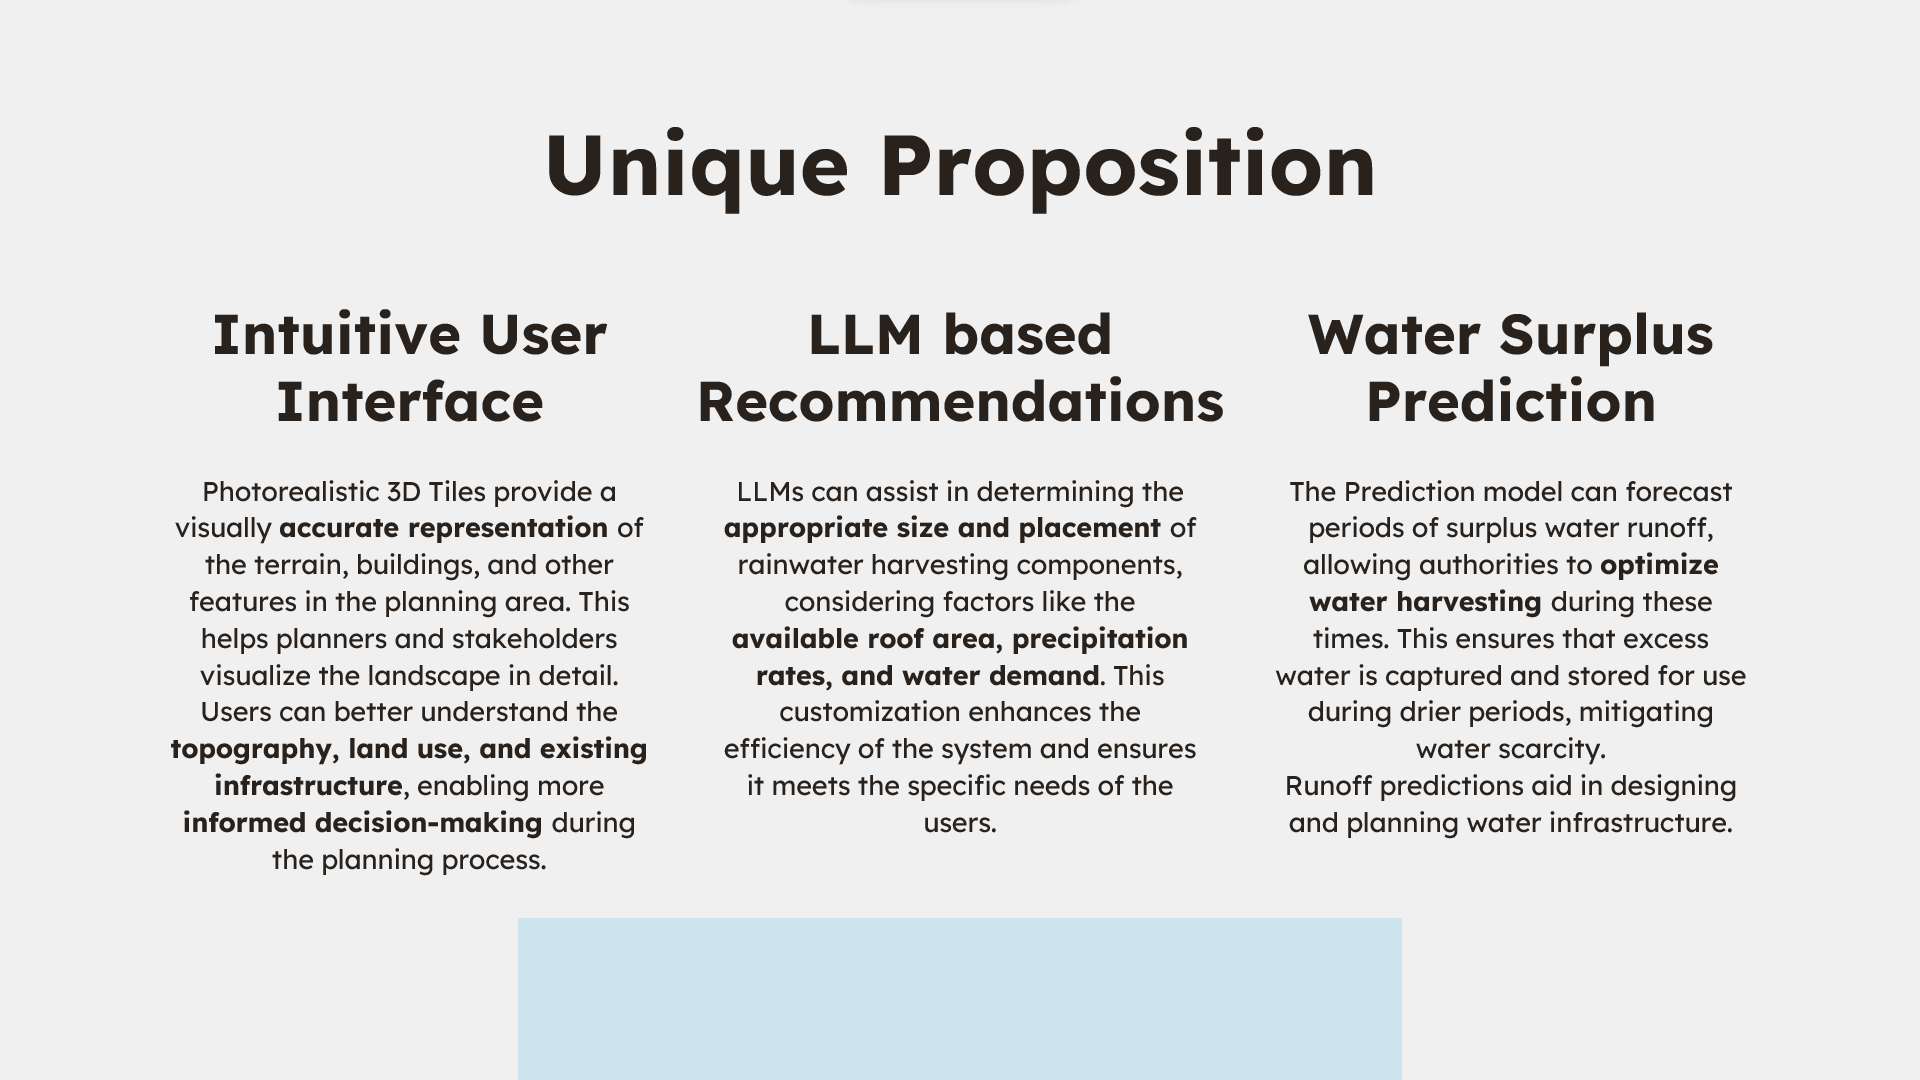 Unique Proposition
Intuitive User
Interface
Photorealistic 3D Tiles provide a
visually accurate representation of
the terrain, buildings, and other
features in the planning area. This
helps planners and stakeholders
visualize the landscape in detail.
Users can better understand the
topography, land use, and existing
infrastructure, enabling more
informed decision-making during
the planning process.
LLM based
Recommendations
LLMs can assist in determining the
appropriate size and placement of
rainwater harvesting components,
considering factors like the
available roof area, precipitation
rates, and water demand. This
customization enhances the
efficiency of the system and ensures
it meets the specific needs of the
users.
Water Surplus
Prediction
The Prediction model can forecast
periods of surplus water runoff,
allowing authorities to optimize
water harvesting during these
times. This ensures that excess
water is captured and stored for use
during drier periods, mitigating
water scarcity.
Runoff predictions aid in designing
and planning water infrastructure.